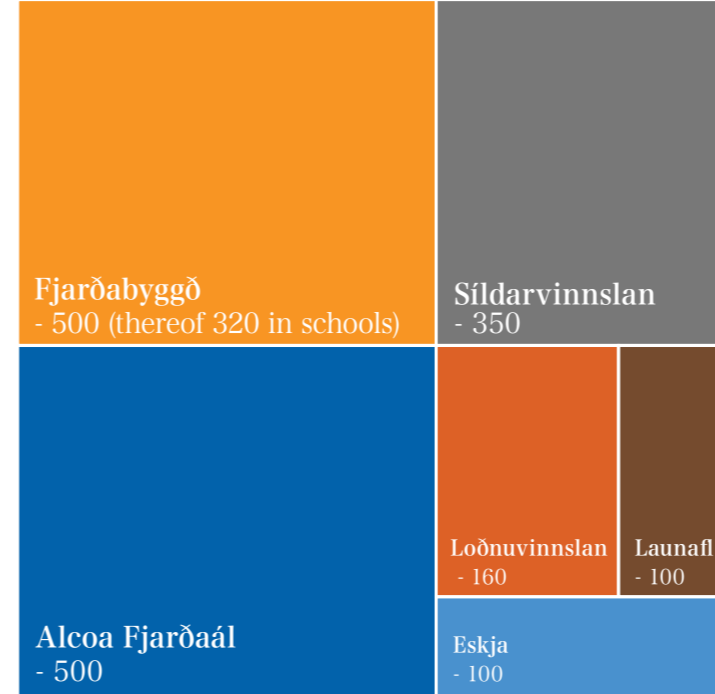 Fjarðabyggð
- 500 (thereof 320 in schools)
Síldarvinnslan
- 350
Alcoa Fjarðaál
- 500
Loðnuvinnslan
- 160
Launafl
- 100
Eskja
- 100